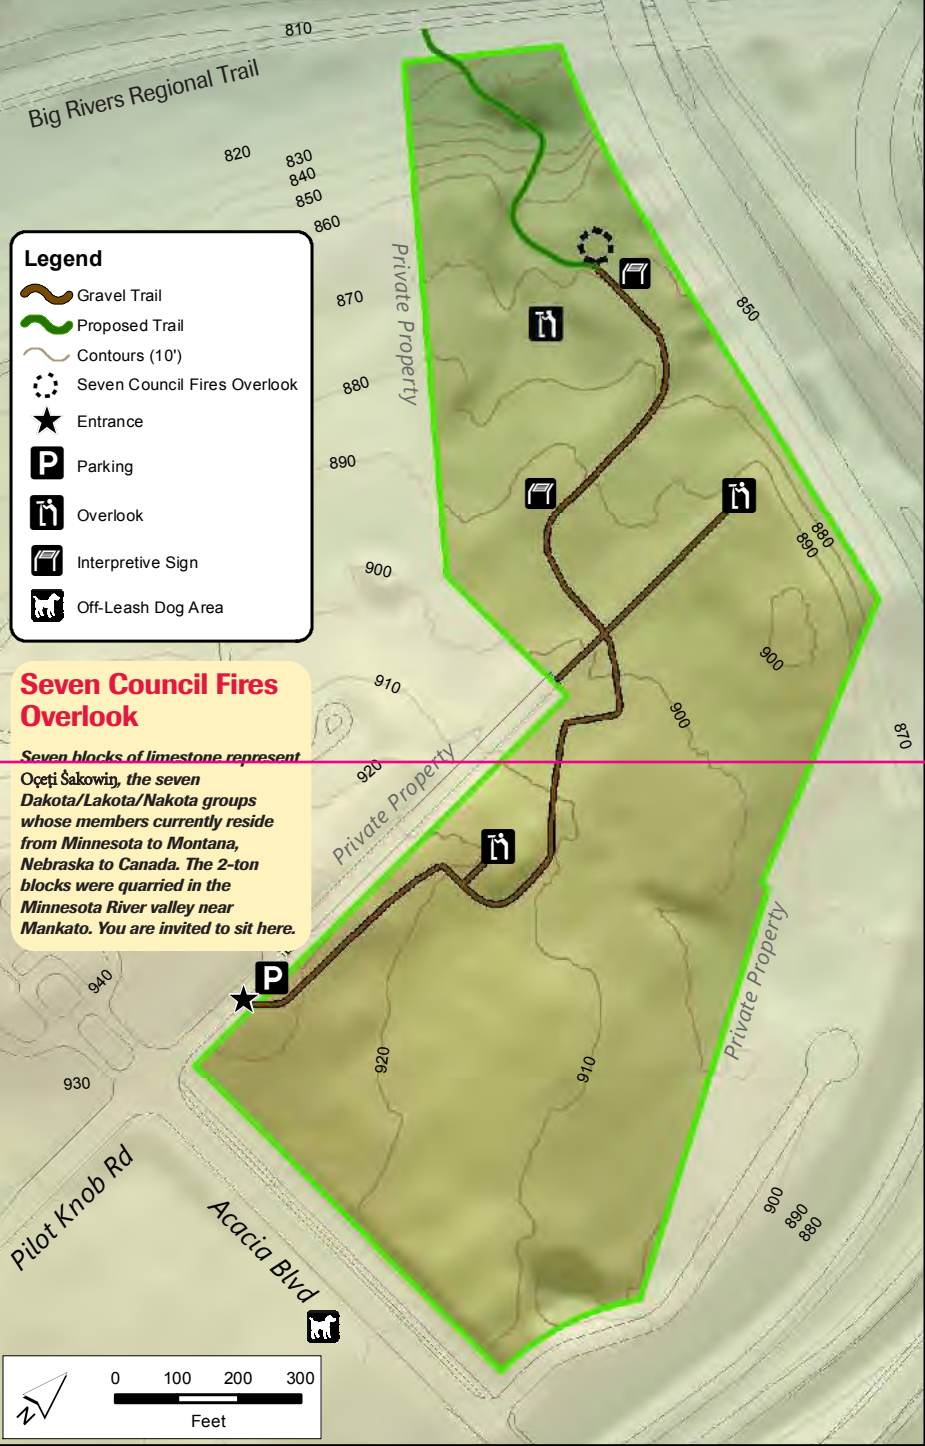 810
Big Rivers Regional Trail
820
830
840
850
860
870
880
890
900
910
920
Private Property
850
880
890
900
900
870
Legend
Gravel Trail
Proposed Trail
Contours (10')
Seven Council Fires Overlook
Entrance
P Parking
Overlook
Interpretive Sign
Off-Leash Dog Area
Seven Council Fires
Overlook
Seven blocks of limestone represent
Oçeƫi Ṡakowiŋ, the seven
Dakota/Lakota/Nakota groups
whose members currently reside
from Minnesota to Montana,
Nebraska to Canada. The 2-ton
blocks were quarried in the
Minnesota River valley near
Mankato. You are invited to sit here.
Private Property
Private Property
P
940
930
920
910
900
890
880
Pilot Knob Rd
Acacia Blvd
N
0 100 200 300
Feet